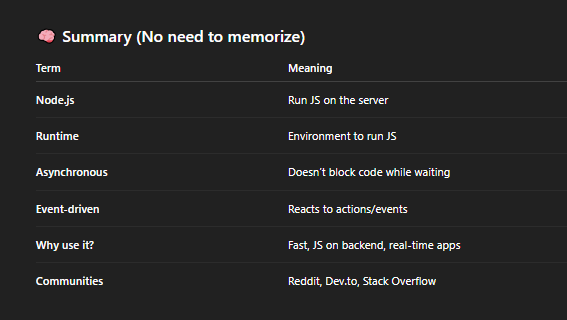 🧠 Summary (No need to memorize)
Term Meaning
Node.js Run JS on the server
Runtime Environment to run JS
Asynchronous Doesn't block code while waiting
Event-driven Reacts to actions/events
Why use it? Fast, JS on backend, real-time apps
Communities Reddit, Dev.to, Stack Overflow